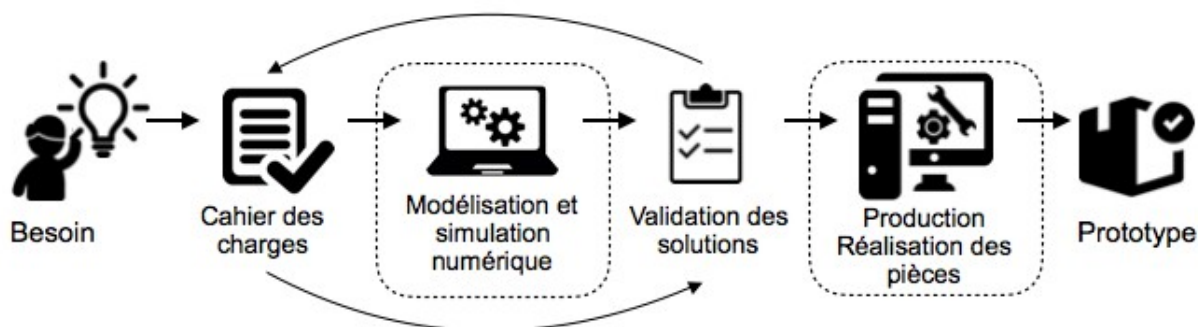 Besoin
Cahier des
charges
Modélisation et
simulation
numérique
Validation des
solutions
Production
Réalisation des
pièces
Prototype